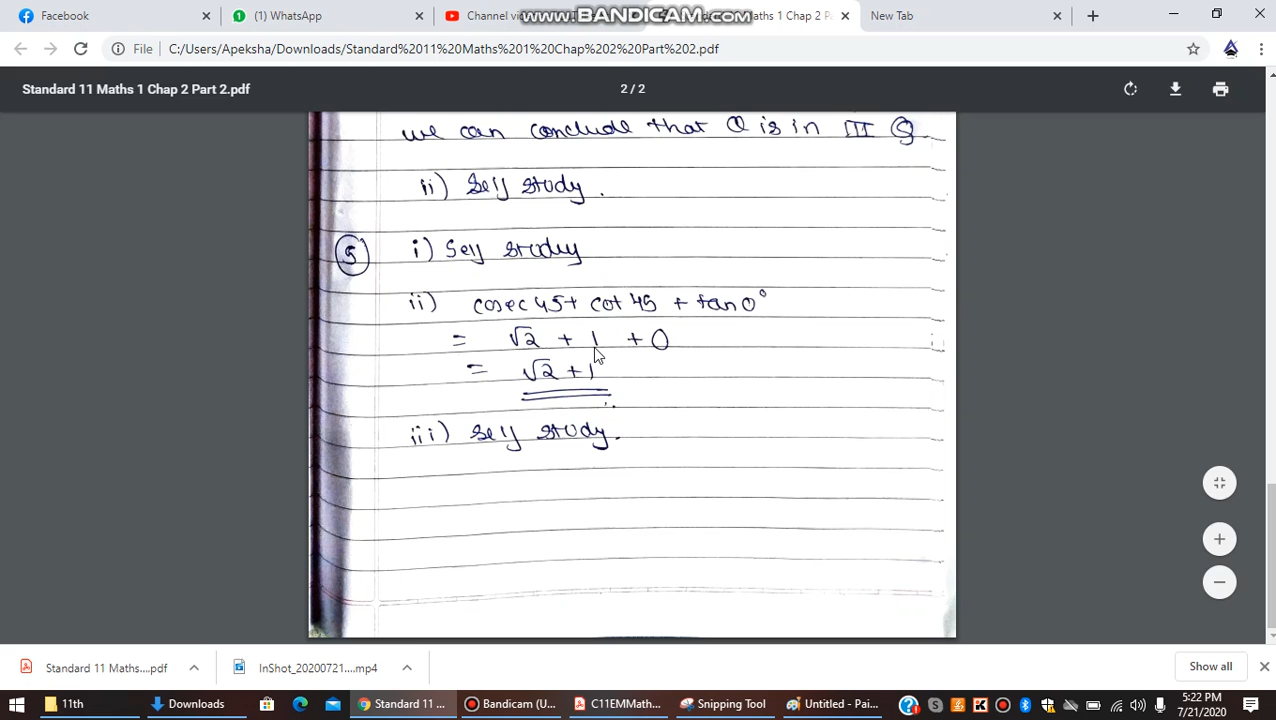 Facebook
(1) WhatsApp
Channel vi
www.BANDICAM.com
Maths 1 Chap 2 P
New Tab
File
C:/Users/Apeksha/Downloads/Standard%2011%20Maths%201%20Chap%202%20Part%202.pdf
Standard 11 Maths 1 Chap 2 Part 2.pdf
2 / 2
we can conclude that θ is in III Q.
ii) Self study.
5 i) Self study
ii) cosec 45+ cot 45 + tan 0°
= √2 + 1 + 0
= √2 + 1
iii) self study.
Standard 11 Maths....pdf
InShot_20200721....mp4
Show all
11th
Downloads
Standard 11 ...
Bandicam (U...
C11EMMath...
Snipping Tool
Untitled - Pai...
5:22 PM
7/21/2020